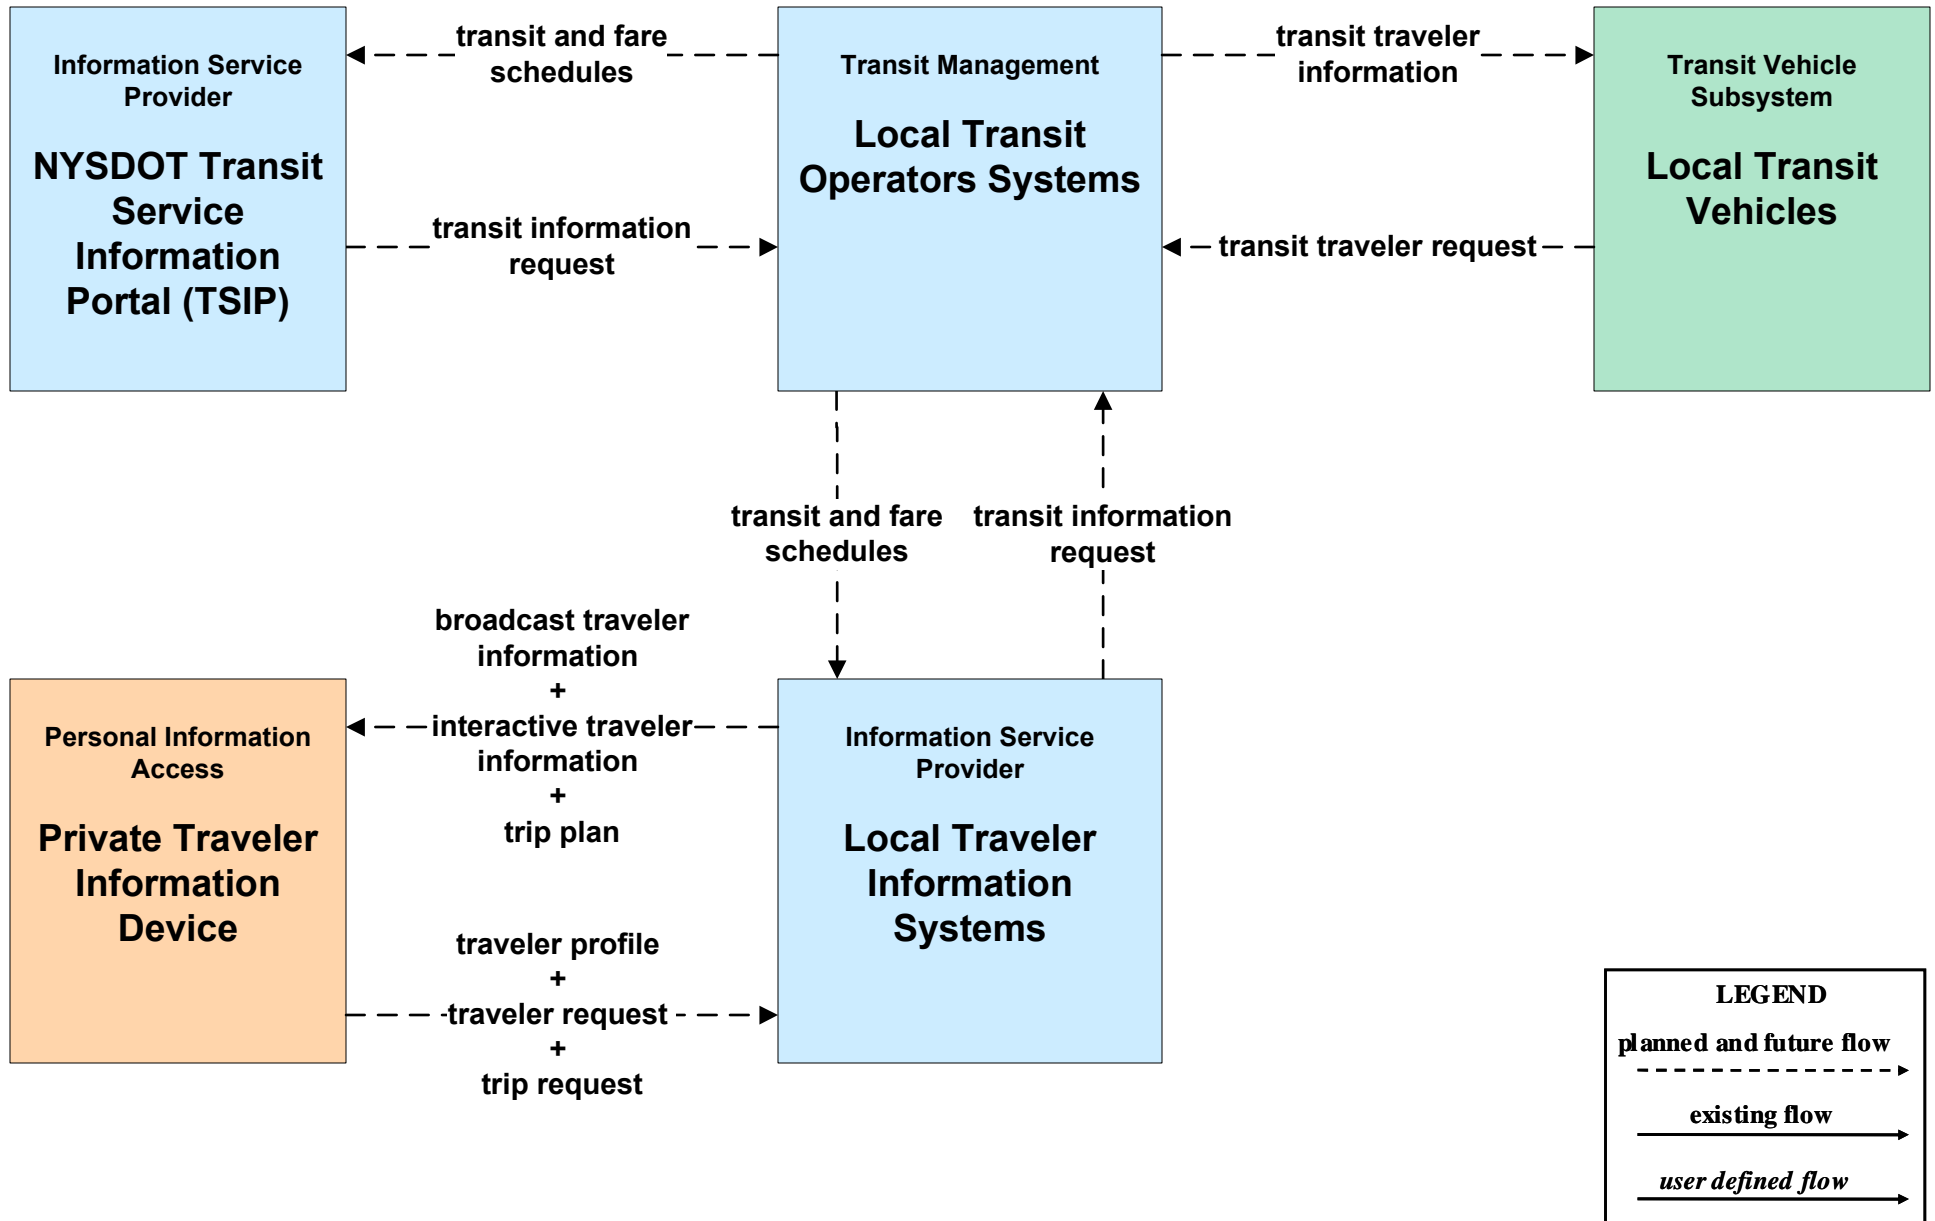 Information Service
Provider
NYSDOT Transit
Service
Information
Portal (TSIP)
transit and fare
schedules
transit information
request
Transit Management
Local Transit
Operators Systems
transit traveler
information
transit traveler request
Transit Vehicle
Subsystem
Local Transit
Vehicles
transit and fare
schedules
transit information
request
Personal Information
Access
Private Traveler
Information
Device
broadcast traveler
information
+
interactive traveler
information
+
trip plan
traveler profile
+
traveler request
+
trip request
Information Service
Provider
Local Traveler
Information
Systems
LEGEND
planned and future flow
existing flow
user defined flow